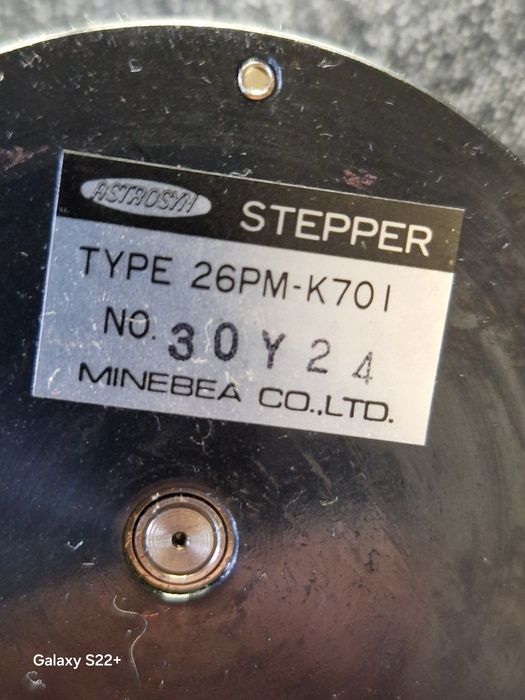 ASTROSYN
STEPPER
TYPE 26PM-K701
NO. 30Y24
MINEBEA CO.,LTD.
Galaxy S22+